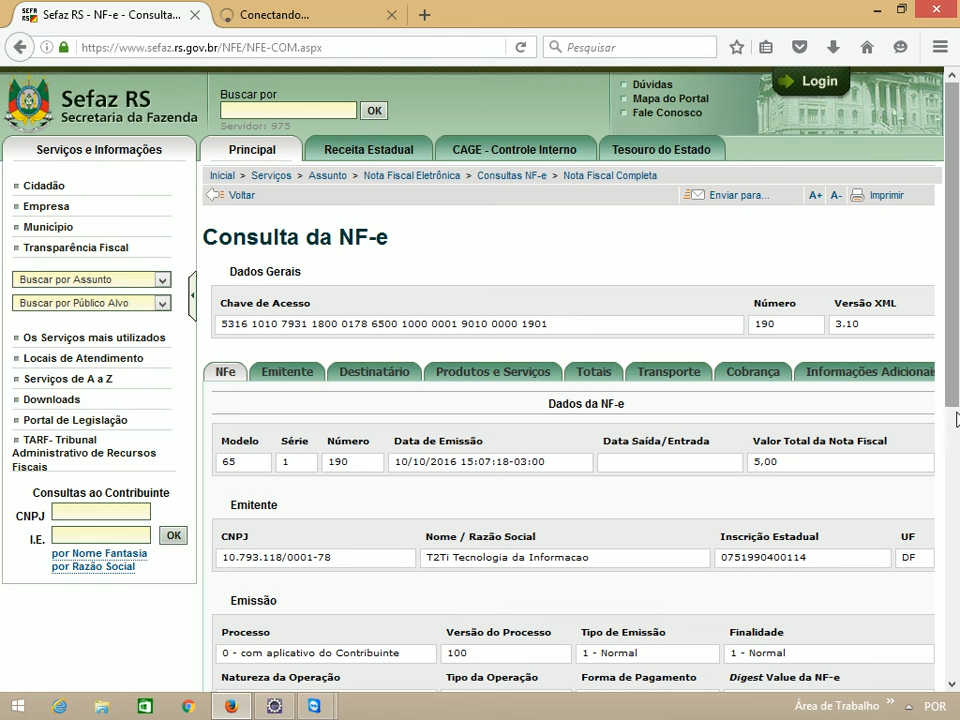 Sefaz RS - NF-e - Consulta...
Conectando...
https://www.sefaz.rs.gov.br/NFE/NFE-COM.aspx
Pesquisar
Sefaz RS
Secretaria da Fazenda
Buscar por
OK
Servidor: 975
Dúvidas
Mapa do Portal
Fale Conosco
Login
Serviços e Informações
Principal
Receita Estadual
CAGE - Controle Interno
Tesouro do Estado
Cidadão
Empresa
Município
Transparência Fiscal
Buscar por Assunto
Buscar por Público Alvo
Os Serviços mais utilizados
Locais de Atendimento
Serviços de A a Z
Downloads
Portal de Legislação
TARF- Tribunal
Administrativo de Recursos
Fiscais
Consultas ao Contribuinte
CNPJ
I.E.
OK
por Nome Fantasia
por Razão Social
Inicial > Serviços > Assunto > Nota Fiscal Eletrônica > Consultas NF-e > Nota Fiscal Completa
Voltar
Enviar para...
A+ A-
Imprimir
Consulta da NF-e
Dados Gerais
Chave de Acesso Número Versão XML
5316 1010 7931 1800 0178 6500 1000 0001 9010 0000 1901 190 3.10
NFe Emitente Destinatário Produtos e Serviços Totais Transporte Cobrança Informações Adicionais
Dados da NF-e
Modelo Série Número Data de Emissão Data Saída/Entrada Valor Total da Nota Fiscal
65 1 190 10/10/2016 15:07:18-03:00 5,00
Emitente
CNPJ Nome / Razão Social Inscrição Estadual UF
10.793.118/0001-78 T2Ti Tecnologia da Informacao 0751990400114 DF
Emissão
Processo Versão do Processo Tipo de Emissão Finalidade
0 - com aplicativo do Contribuinte 100 1 - Normal 1 - Normal
Natureza da Operação Tipo da Operação Forma de Pagamento Digest Value da NF-e
Área de Trabalho
POR